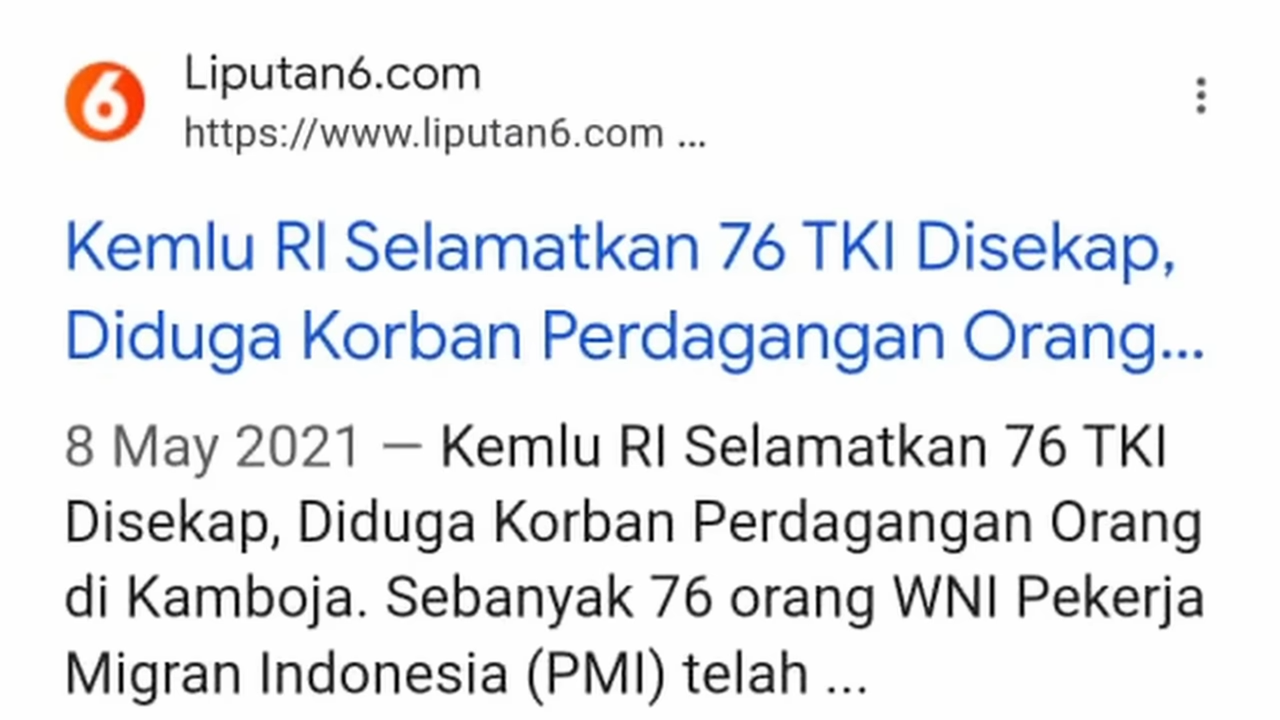 6
Liputan6.com
https://www.liputan6.com ...
Kemlu RI Selamatkan 76 TKI Disekap,
Diduga Korban Perdagangan Orang...
8 May 2021 — Kemlu RI Selamatkan 76 TKI
Disekap, Diduga Korban Perdagangan Orang
di Kamboja. Sebanyak 76 orang WNI Pekerja
Migran Indonesia (PMI) telah ...